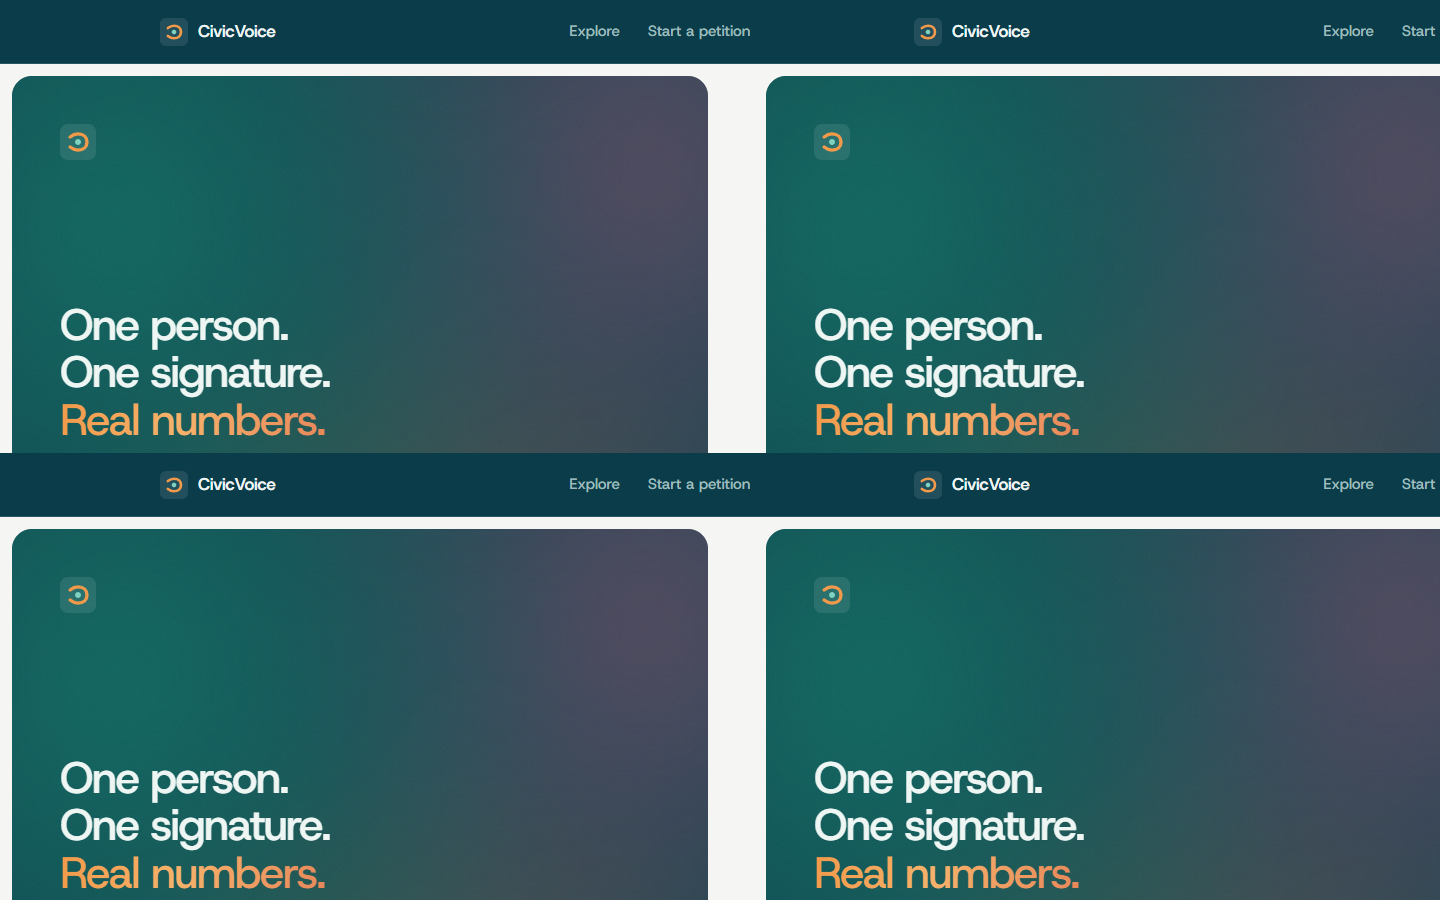 CivicVoice Explore Start a petition CivicVoice Explore Start
One person. One person.
One signature. One signature.
Real numbers. Real numbers.
CivicVoice Explore Start a petition CivicVoice Explore Start
One person. One person.
One signature. One signature.
Real numbers. Real numbers.